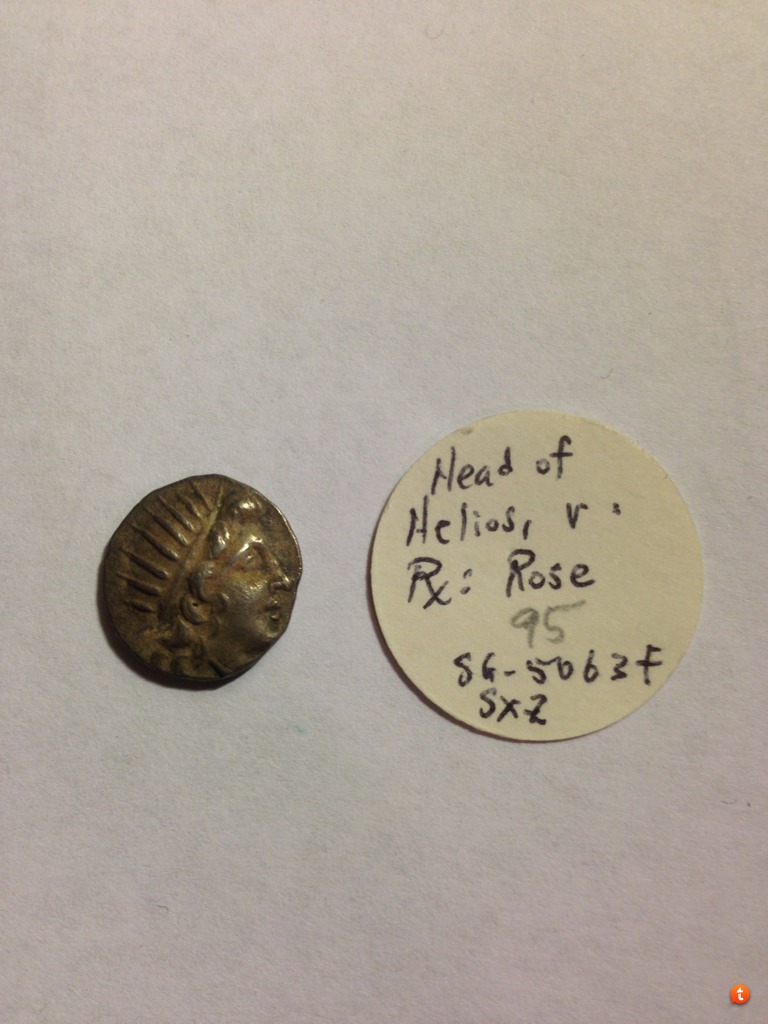 Head of
Helios, r.
Rx: Rose
95
SG-5063f
SXZ
t